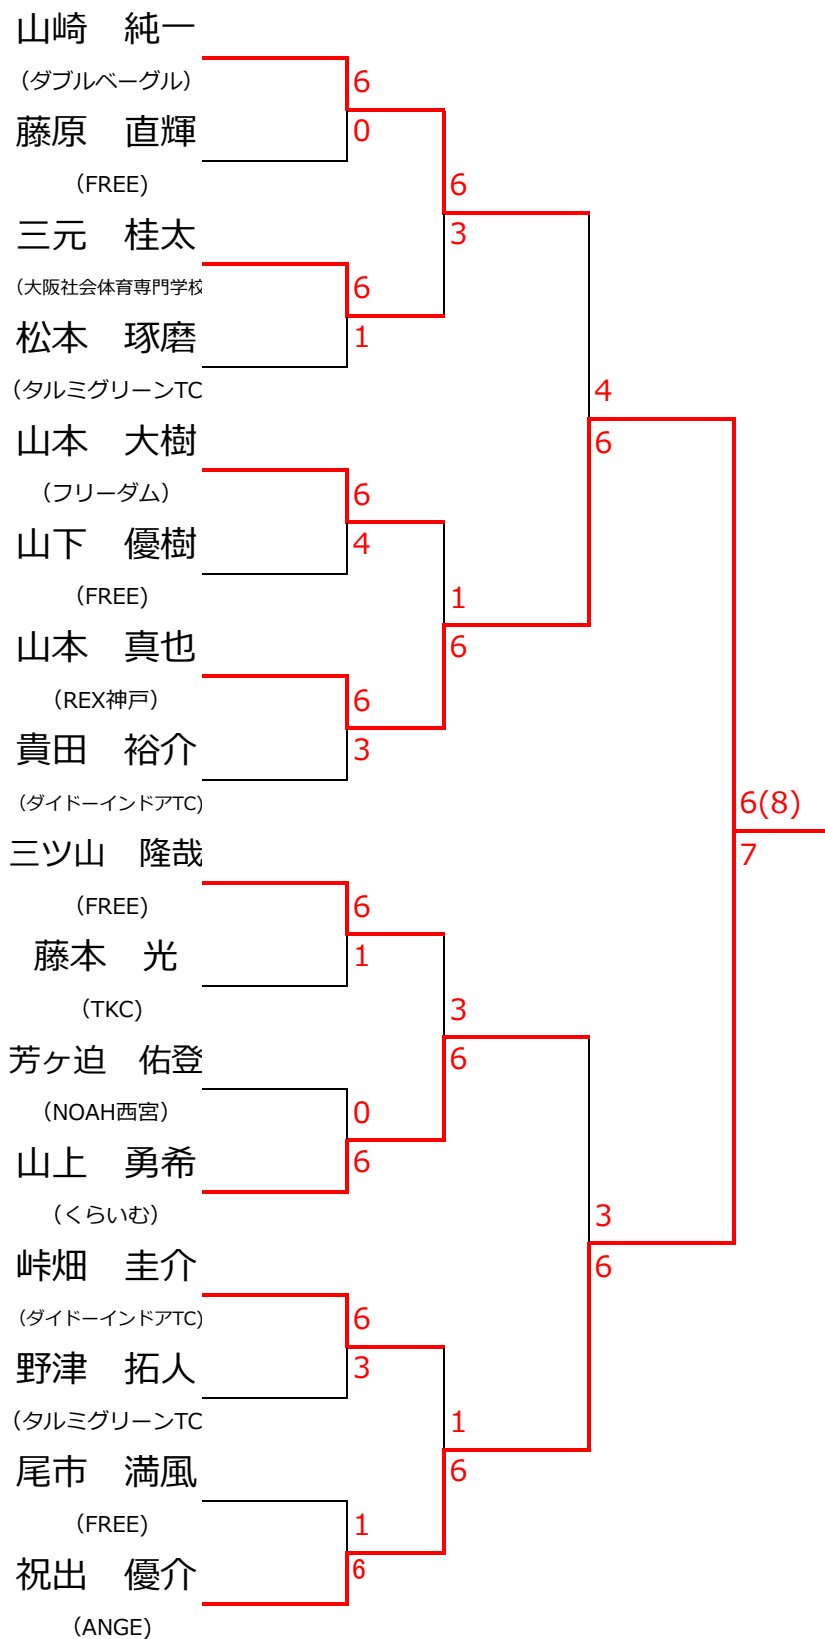 山崎　純一
（ダブルベーグル）
6
藤原　直輝
0
（FREE)
6
三元　桂太
3
（大阪社会体育専門学校
6
松本　琢磨
1
（タルミグリーンTC
4
山本　大樹
6
（フリーダム）
6
山下　優樹
4
（FREE)
1
山本　真也
6
（REX神戸）
6
貴田　裕介
3
（ダイドーインドアTC)
6(8)
三ツ山　隆哉
7
（FREE)
6
藤本　光
1
（TKC)
3
芳ヶ迫　佑登
6
（NOAH西宮）
0
山上　勇希
6
（くらいむ）
3
峠畑　圭介
6
（ダイドーインドアTC)
6
野津　拓人
3
（タルミグリーンTC
1
尾市　満風
6
（FREE)
1
祝出　優介
6
（ANGE)